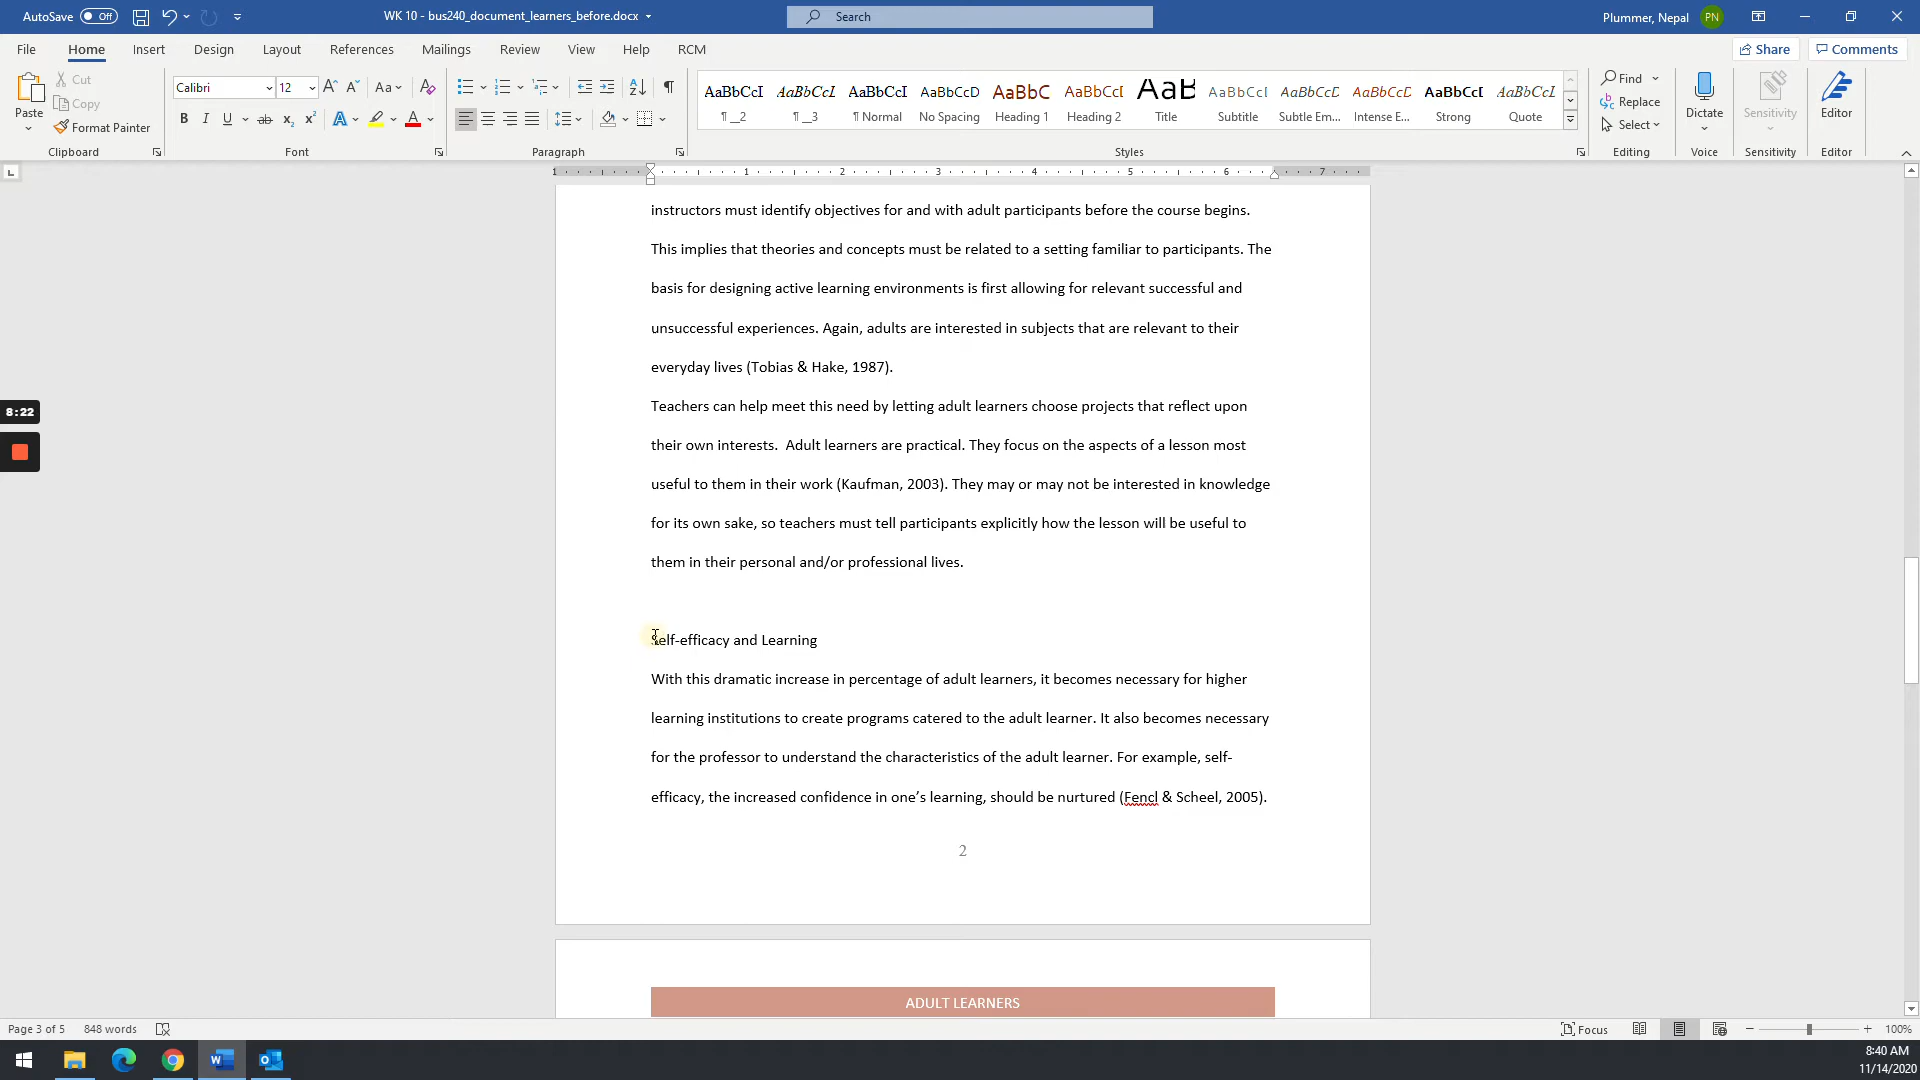 AutoSave Off
WK 10 - bus240_document_learners_before.docx
Search
Plummer, Nepal PN
File Home Insert Design Layout References Mailings Review View Help RCM
Share Comments
Cut
Copy
Paste
Format Painter
Clipboard
Calibri 12
Font
Paragraph
AaBbCcI AaBbCcI AaBbCcI AaBbCcD AaBbC AaBbCcI AaB AaBbCcI AaBbCcD AaBbCcD AaBbCcI AaBbCcI
¶ __2 ¶ __3 ¶ Normal No Spacing Heading 1 Heading 2 Title Subtitle Subtle Em... Intense E... Strong Quote
Styles
Find
Replace
Select
Editing
Dictate
Voice
Sensitivity
Sensitivity
Editor
Editor
1 1 2 3 4 5 6 7
instructors must identify objectives for and with adult participants before the course begins.
This implies that theories and concepts must be related to a setting familiar to participants. The
basis for designing active learning environments is first allowing for relevant successful and
unsuccessful experiences. Again, adults are interested in subjects that are relevant to their
everyday lives (Tobias & Hake, 1987).
Teachers can help meet this need by letting adult learners choose projects that reflect upon
their own interests.  Adult learners are practical. They focus on the aspects of a lesson most
useful to them in their work (Kaufman, 2003). They may or may not be interested in knowledge
for its own sake, so teachers must tell participants explicitly how the lesson will be useful to
them in their personal and/or professional lives.
Self-efficacy and Learning
With this dramatic increase in percentage of adult learners, it becomes necessary for higher
learning institutions to create programs catered to the adult learner. It also becomes necessary
for the professor to understand the characteristics of the adult learner. For example, self-
efficacy, the increased confidence in one’s learning, should be nurtured (Fencl & Scheel, 2005).
2
ADULT LEARNERS
8:22
Page 3 of 5 848 words
Focus
100%
8:40 AM
11/14/2020